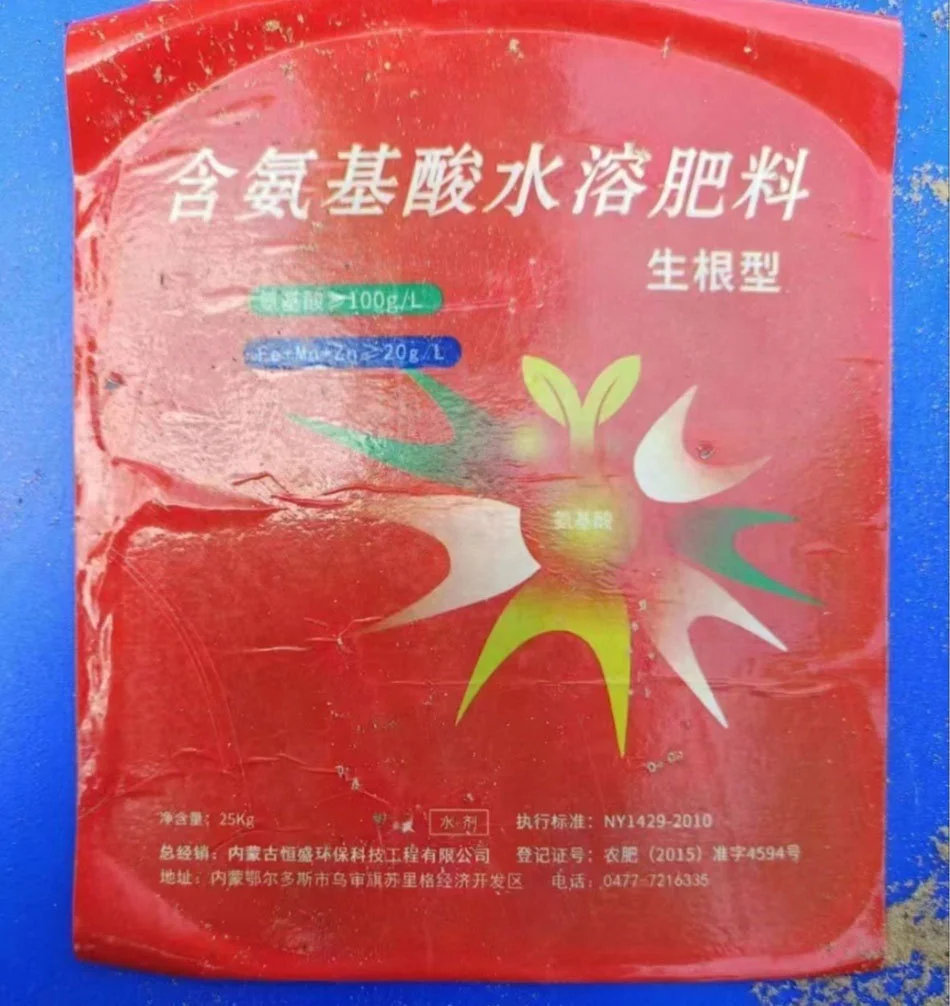 含氨基酸水溶肥料
生根型
氨基酸≥100g/L
Fe+Mn+Zn≥20g/L
氨基酸
净含量：25Kg 水剂 执行标准：NY1429-2010
总经销：内蒙古恒盛环保科技工程有限公司 登记证号：农肥（2015）准字4594号
地址：内蒙鄂尔多斯市乌审旗苏里格经济开发区 电话：0477-7216335